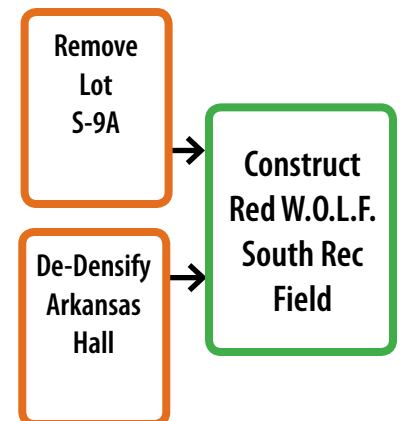 Remove
Lot
S-9A
De-Densify
Arkansas
Hall
Construct
Red W.O.L.F.
South Rec
Field